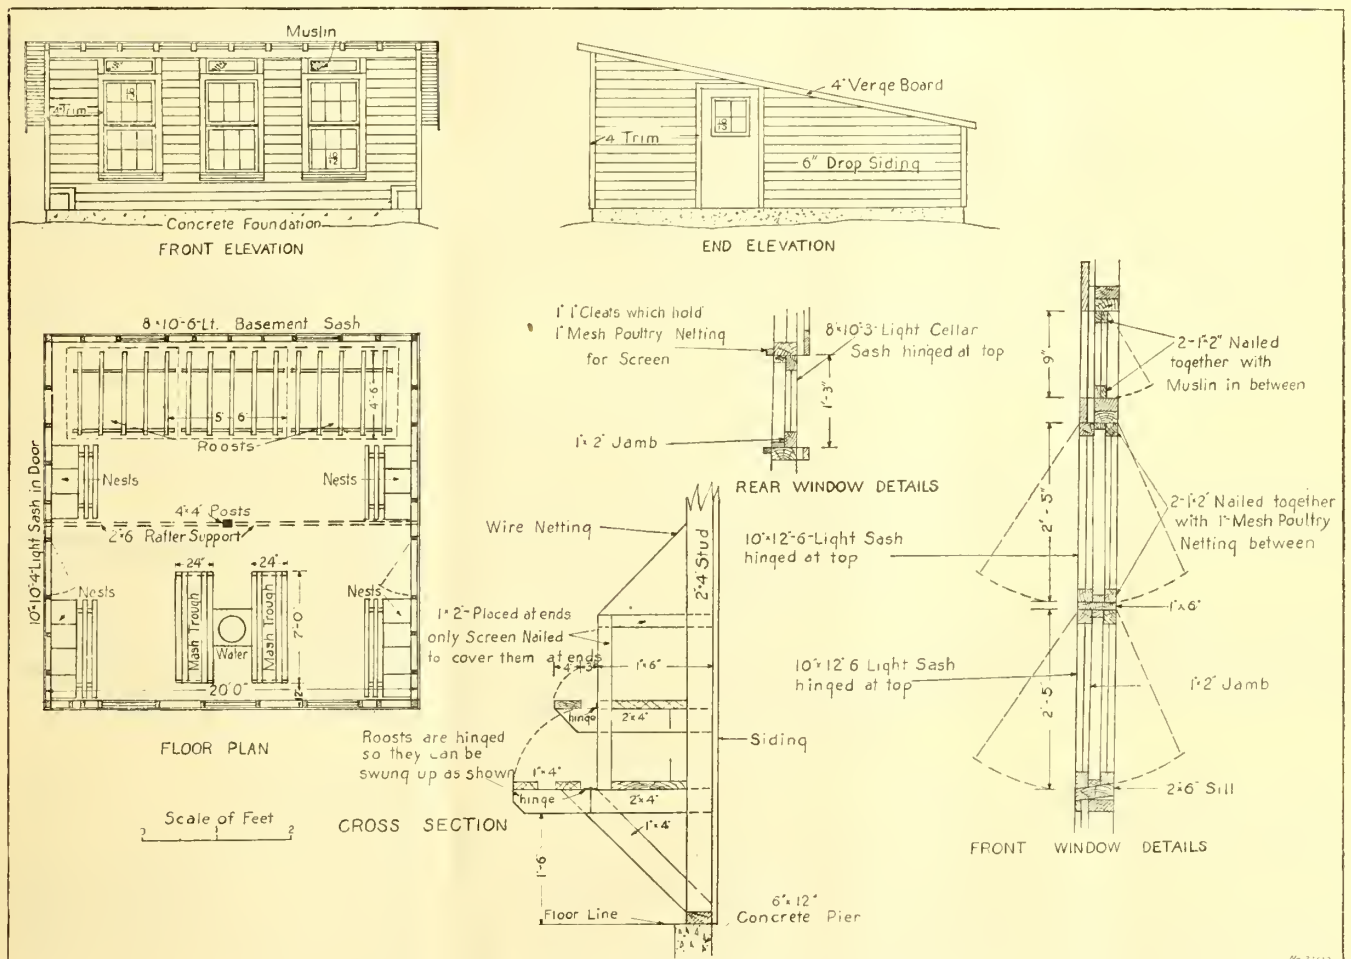 Muslin
4" Trim
Concrete Foundation
FRONT ELEVATION
4" Verge Board
4 Trim
6" Drop Siding
END ELEVATION
8×10-6-Lt. Basement Sash
4'-6"
5' 6"
Roosts
10×10"4-Light Sash in Door
Nests
Nests
4×4" Posts
2"×6 Rafter Support
24"
24"
Nests
Nests
Mash Trough
Water
Mash Trough
7'-0"
20'0"
12"
FLOOR PLAN
Scale of Feet
2
1" 1" Cleats which hold
1" Mesh Poultry Netting
for Screen
8×10"-3-Light Cellar
Sash hinged at top
1'-3"
1"×2" Jamb
REAR WINDOW DETAILS
Wire Netting
2"×4" Stud
1"×2"-Placed at ends
only Screen Nailed
to cover them at ends
4"
3"
1'×6"
hinge
2"×4"
Siding
Roosts are hinged
so they can be
swung up as shown
1"×4"
hinge
2"×4"
CROSS SECTION
1"×4"
1'-6"
Floor Line
6"×12"
Concrete Pier
9"
2-1"×2" Nailed
together with
Muslin in between
2'-5"
2-1"×2" Nailed together
with 1"-Mesh Poultry
Netting between
10"×12"-6-Light Sash
hinged at top
1"×6"
10"×12"6 Light Sash
hinged at top
1"×2" Jamb
2'-5"
2"×6" Sill
FRONT WINDOW DETAILS